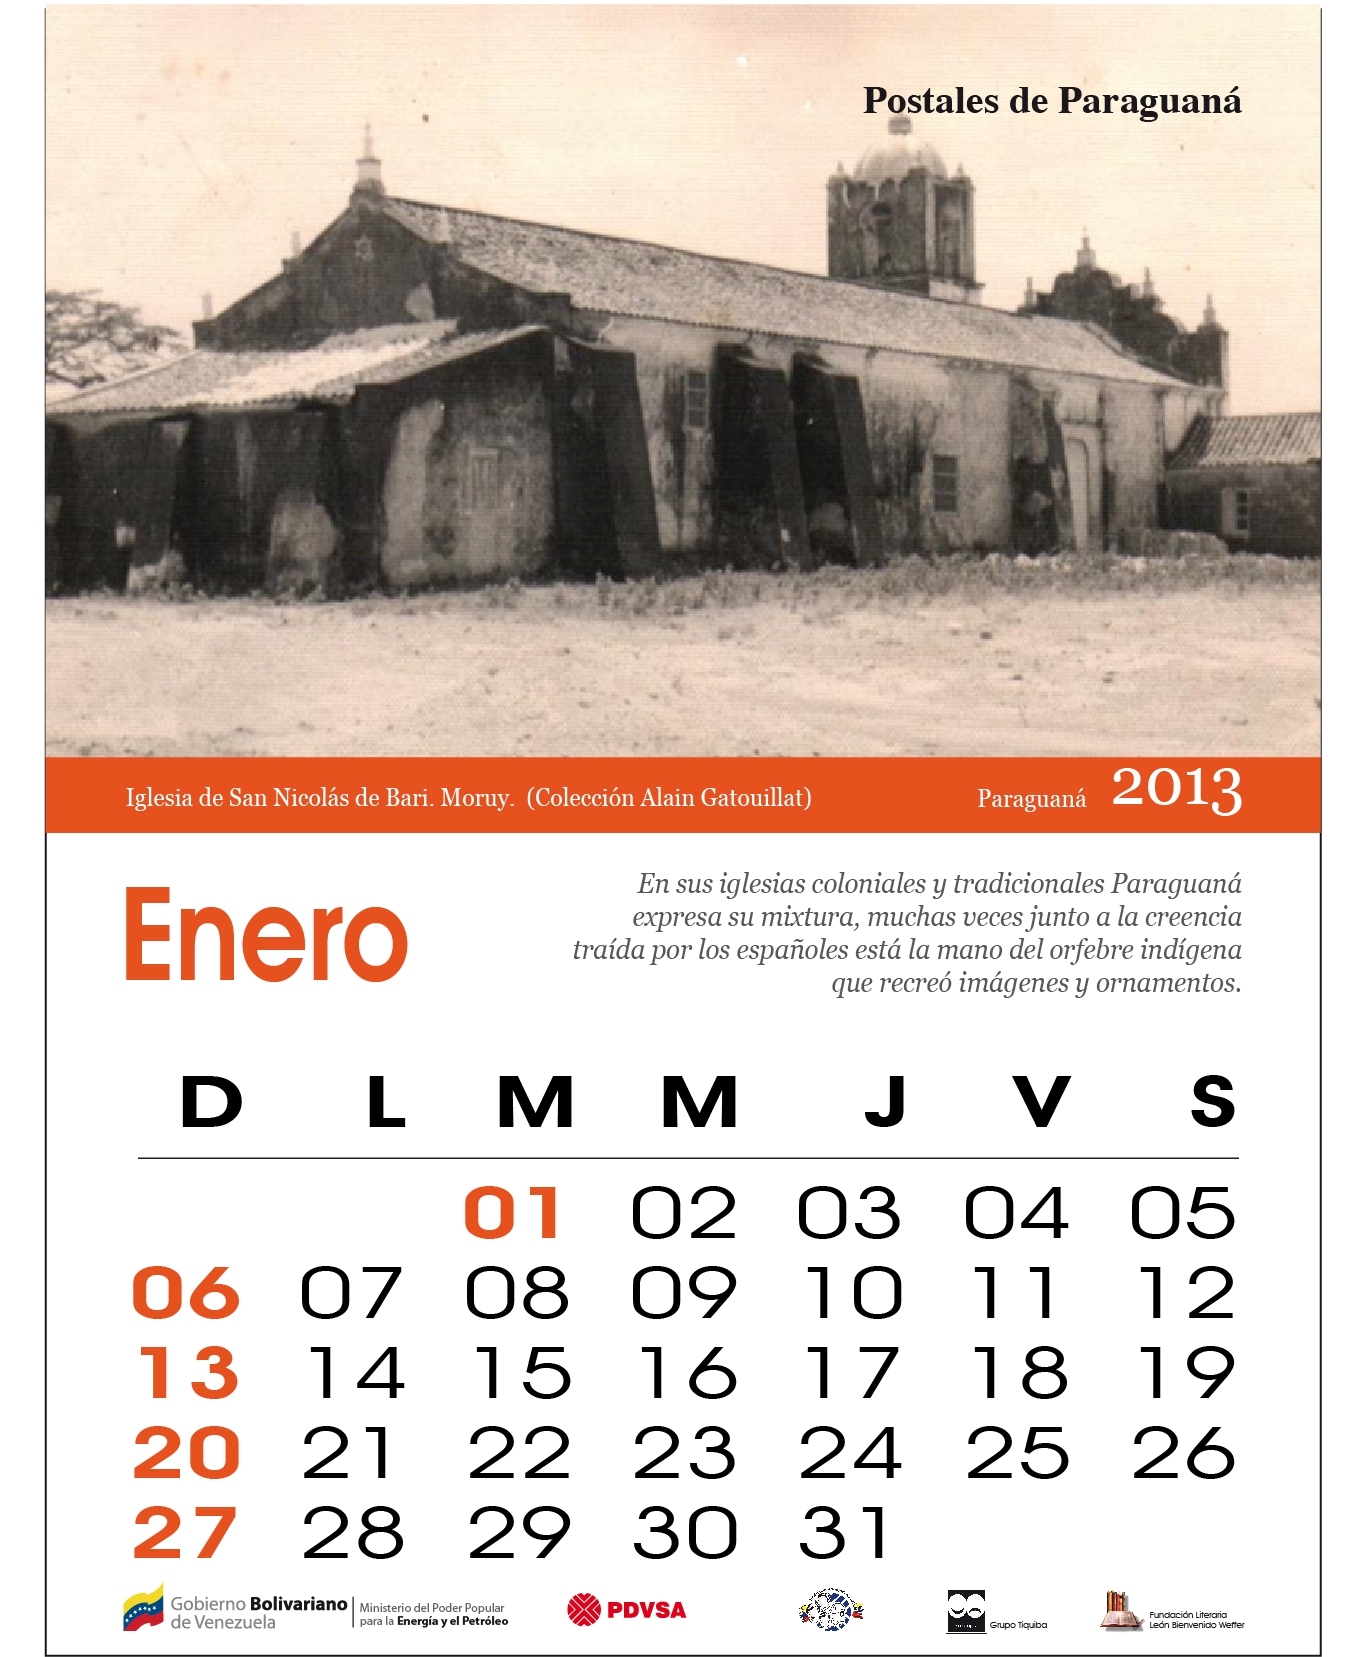 Postales de Paraguaná
Iglesia de San Nicolás de Bari. Moruy. (Colección Alain Gatouillat)
Paraguaná 2013
Enero
En sus iglesias coloniales y tradicionales Paraguaná
expresa su mixtura, muchas veces junto a la creencia
traída por los españoles está la mano del orfebre indígena
que recreó imágenes y ornamentos.
D L M M J V S
01 02 03 04 05
06 07 08 09 10 11 12
13 14 15 16 17 18 19
20 21 22 23 24 25 26
27 28 29 30 31
Gobierno Bolivariano
de Venezuela
Ministerio del Poder Popular
para la Energía y el Petróleo
PDVSA
Grupo Tiquiba
Fundación Literaria
León Bienvenido Weffer